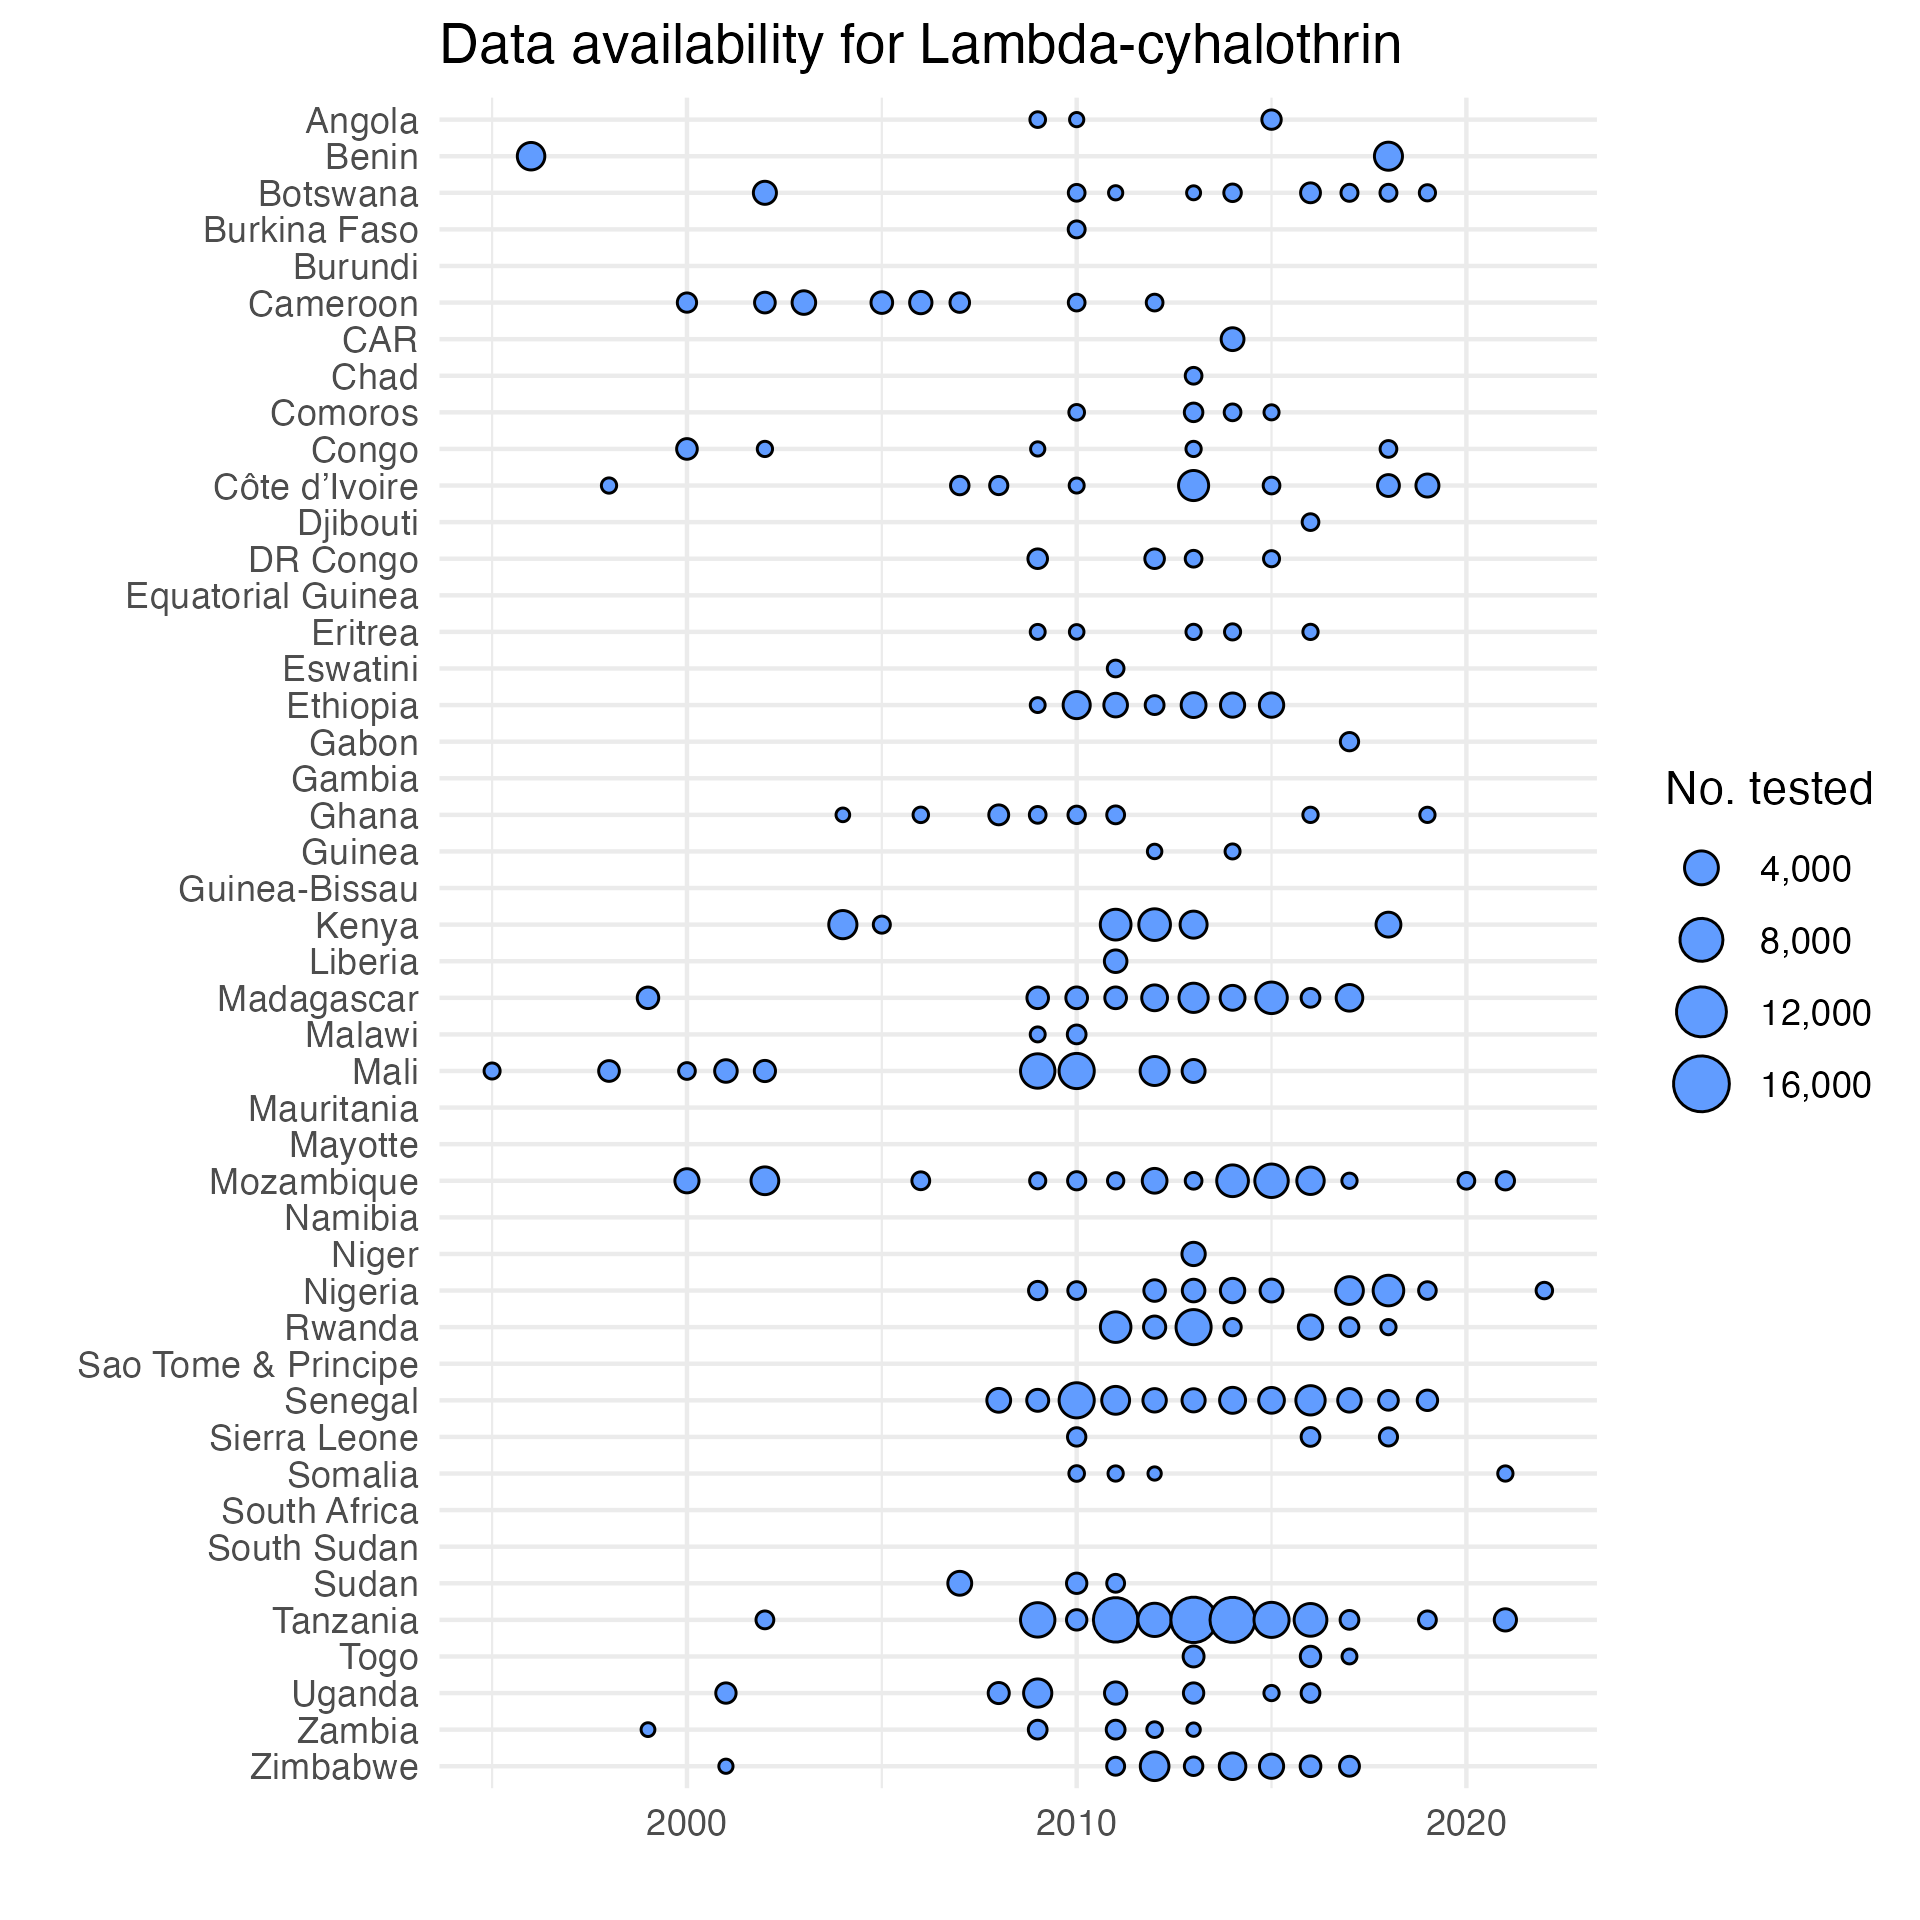 Data availability for Lambda-cyhalothrin
Angola
Benin
Botswana
Burkina Faso
Burundi
Cameroon
CAR
Chad
Comoros
Congo
Côte d’Ivoire
Djibouti
DR Congo
Equatorial Guinea
Eritrea
Eswatini
Ethiopia
Gabon
Gambia
Ghana
Guinea
Guinea-Bissau
Kenya
Liberia
Madagascar
Malawi
Mali
Mauritania
Mayotte
Mozambique
Namibia
Niger
Nigeria
Rwanda
Sao Tome & Principe
Senegal
Sierra Leone
Somalia
South Africa
South Sudan
Sudan
Tanzania
Togo
Uganda
Zambia
Zimbabwe
2000
2010
2020
No. tested
4,000
8,000
12,000
16,000